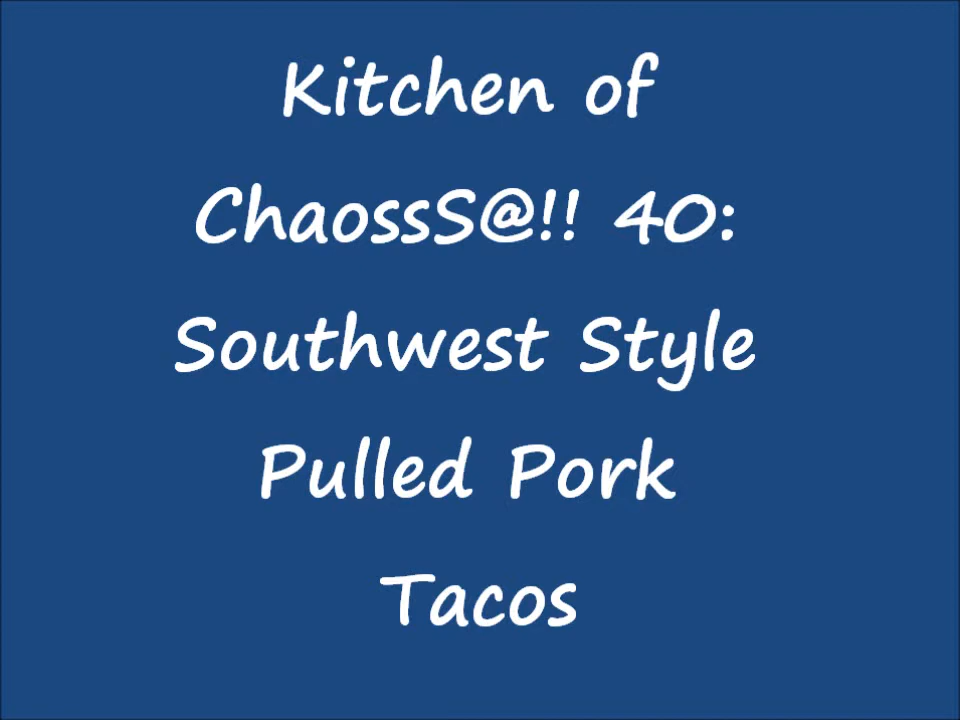 Kitchen of
ChaossS@!! 40:
Southwest Style
Pulled Pork
Tacos